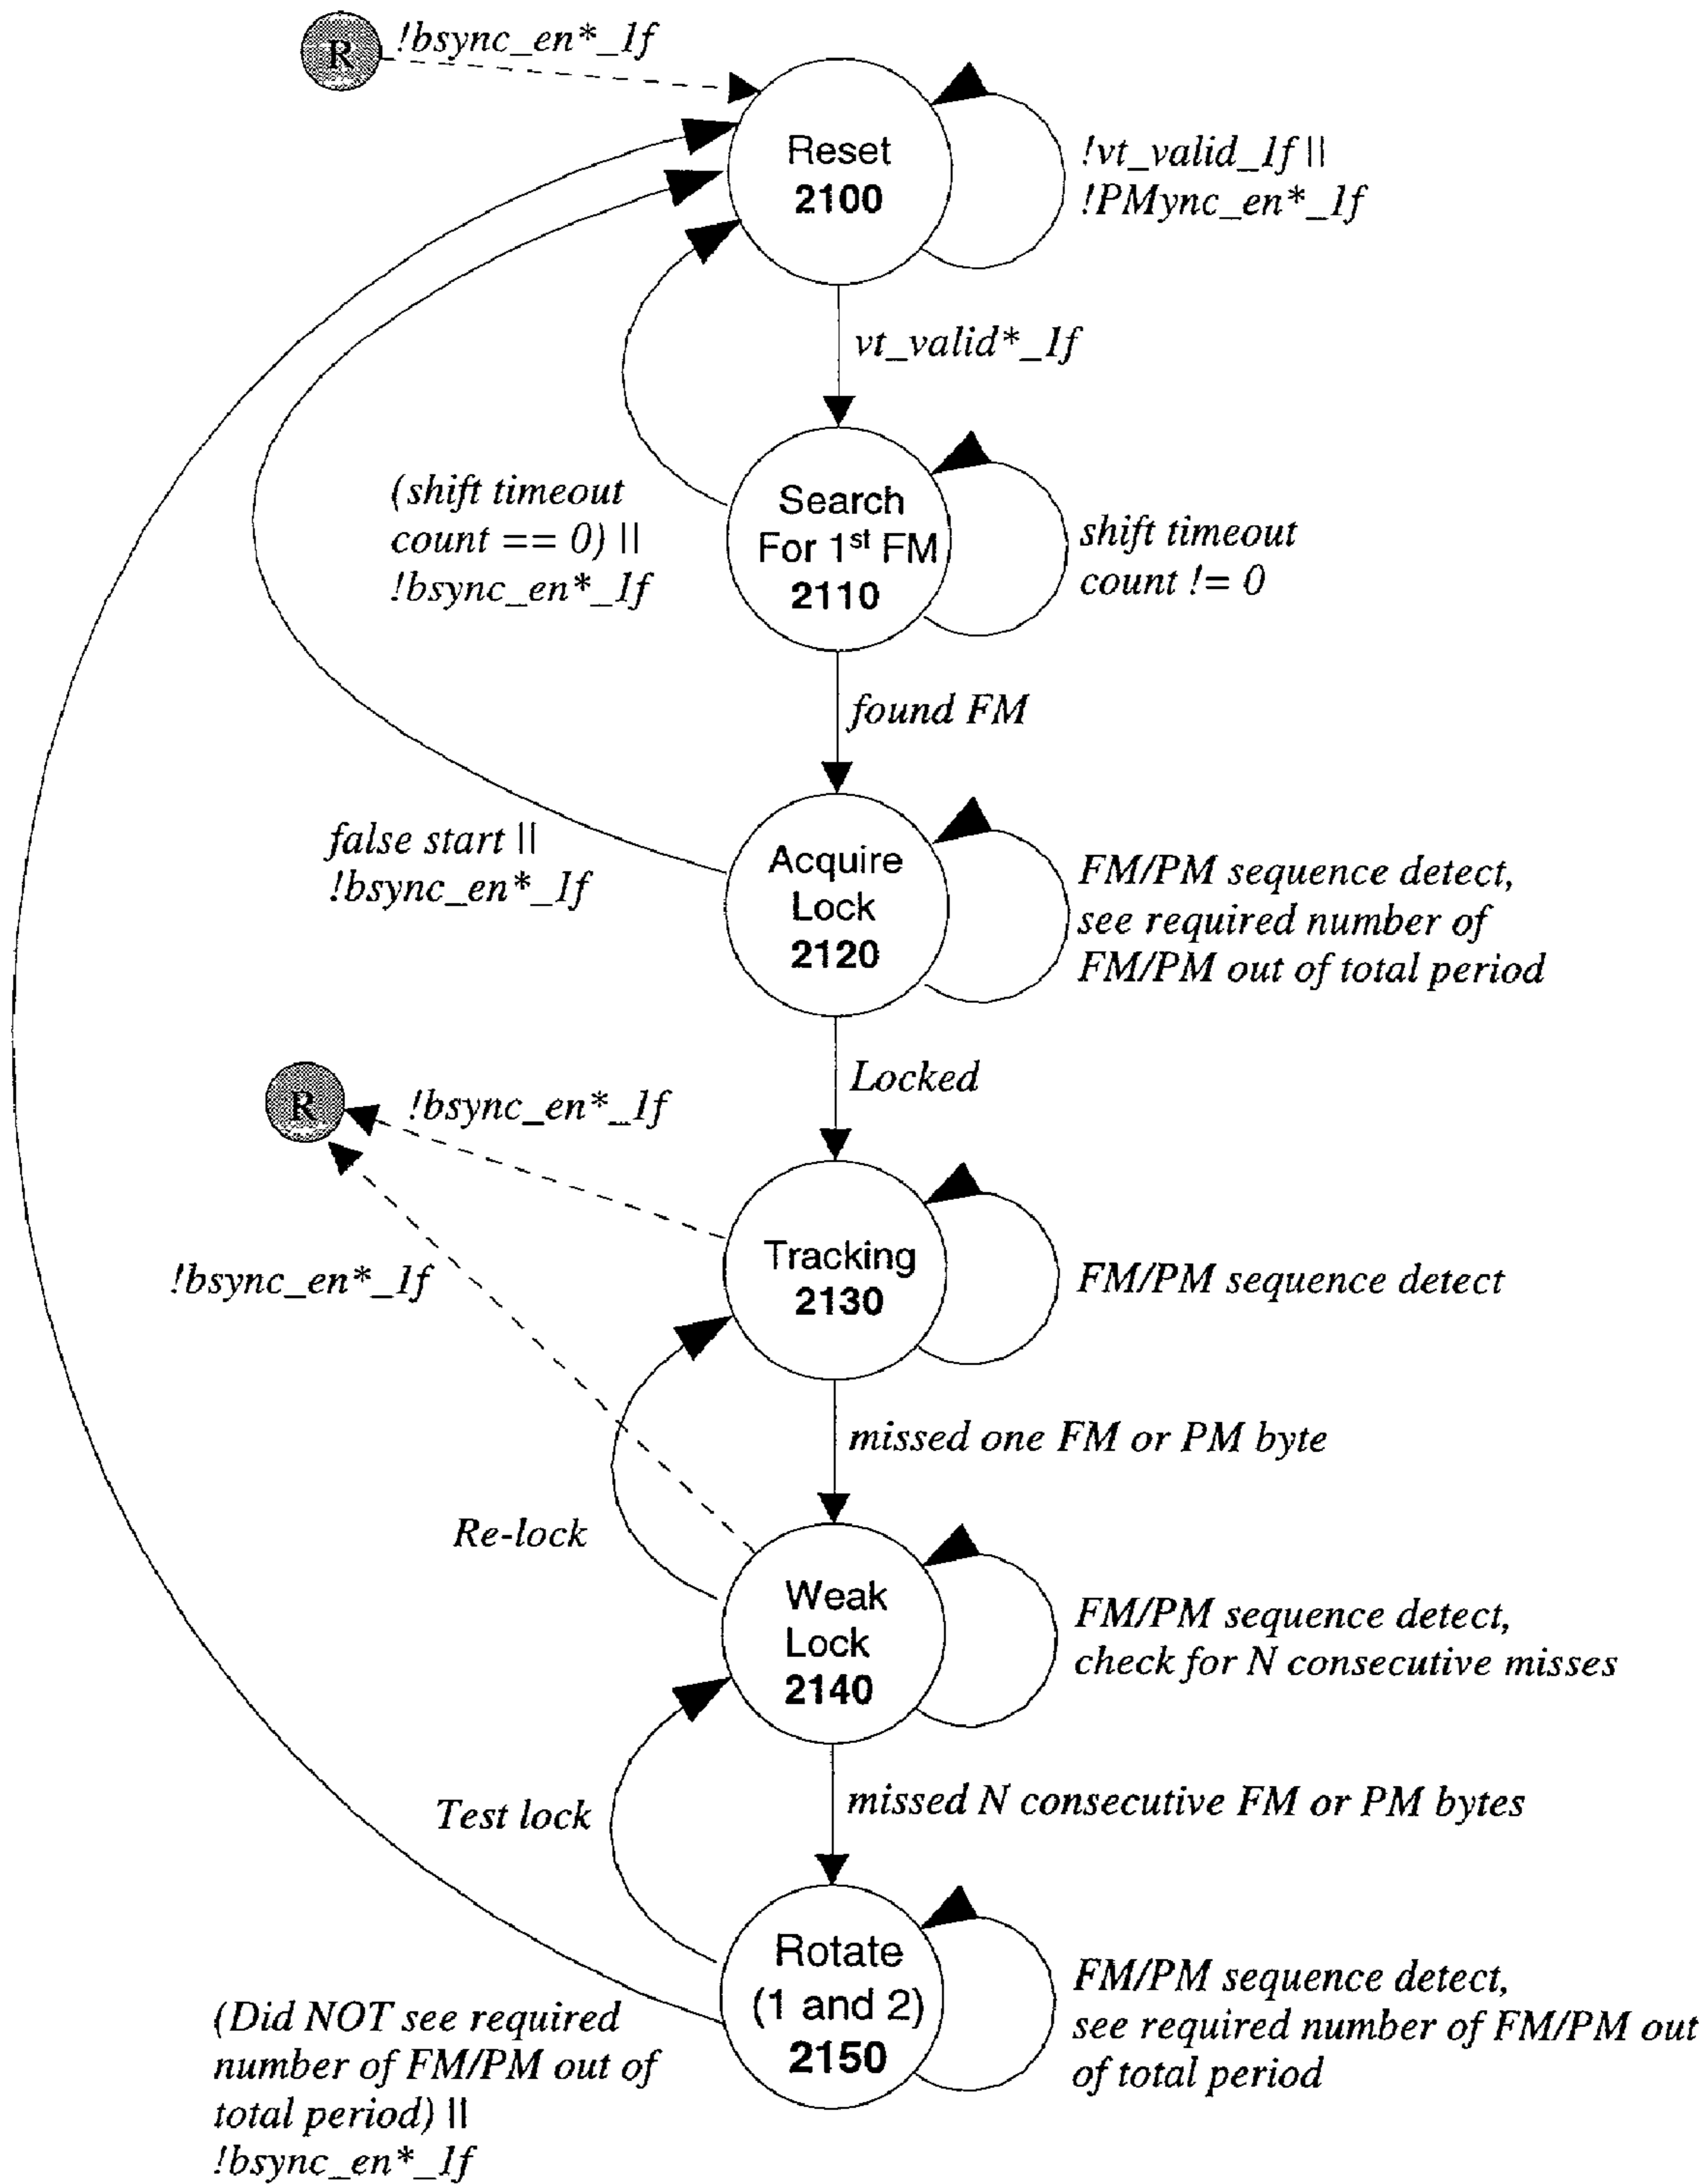 R
!bsync_en*_1f
Reset
2100
!vt_valid_1f ||
!PMync_en*_1f
vt_valid*_1f
(shift timeout
count == 0) ||
!bsync_en*_1f
Search
For 1st FM
2110
shift timeout
count != 0
found FM
false start ||
!bsync_en*_1f
Acquire
Lock
2120
FM/PM sequence detect,
see required number of
FM/PM out of total period
Locked
R
!bsync_en*_1f
!bsync_en*_1f
Tracking
2130
FM/PM sequence detect
missed one FM or PM byte
Re-lock
Weak
Lock
2140
FM/PM sequence detect,
check for N consecutive misses
Test lock
missed N consecutive FM or PM bytes
Rotate
(1 and 2)
2150
FM/PM sequence detect,
see required number of FM/PM out
of total period
(Did NOT see required
number of FM/PM out of
total period) ||
!bsync_en*_1f